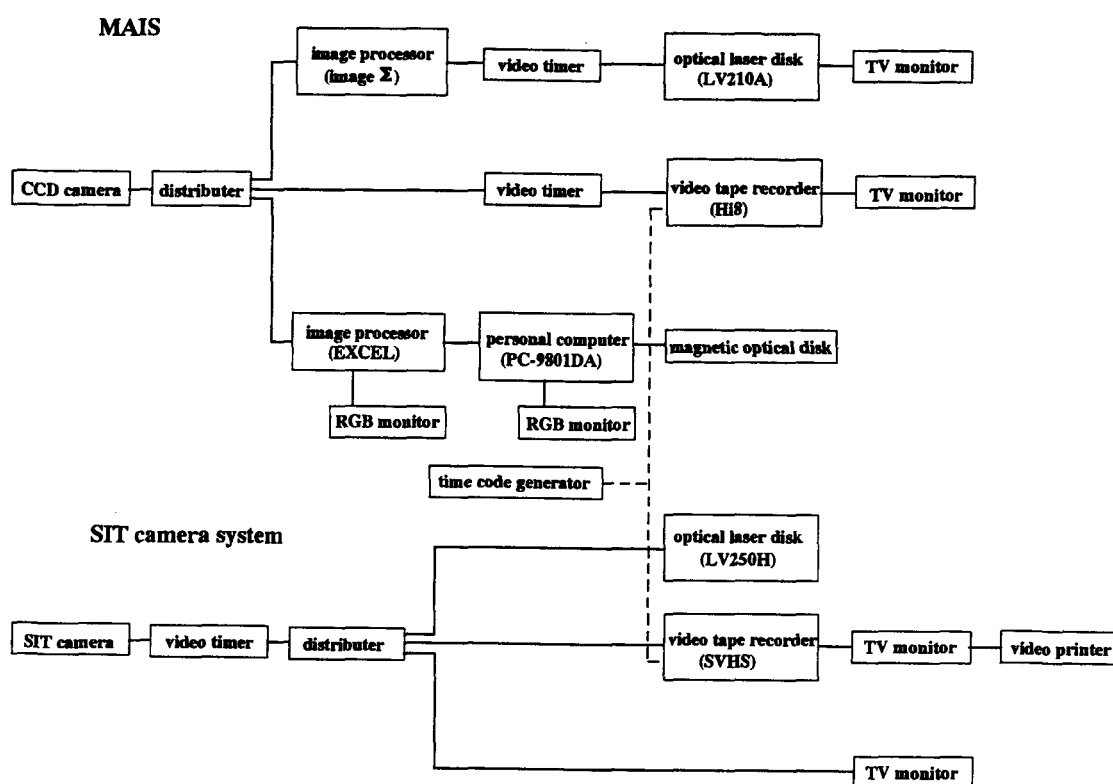 MAIS
image processor
(image Σ)
video timer
optical laser disk
(LV210A)
TV monitor
CCD camera
distributer
video timer
video tape recorder
(Hi8)
TV monitor
image processor
(EXCEL)
personal computer
(PC-9801DA)
magnetic optical disk
RGB monitor
RGB monitor
time code generator
SIT camera system
optical laser disk
(LV250H)
SIT camera
video timer
distributer
video tape recorder
(SVHS)
TV monitor
video printer
TV monitor